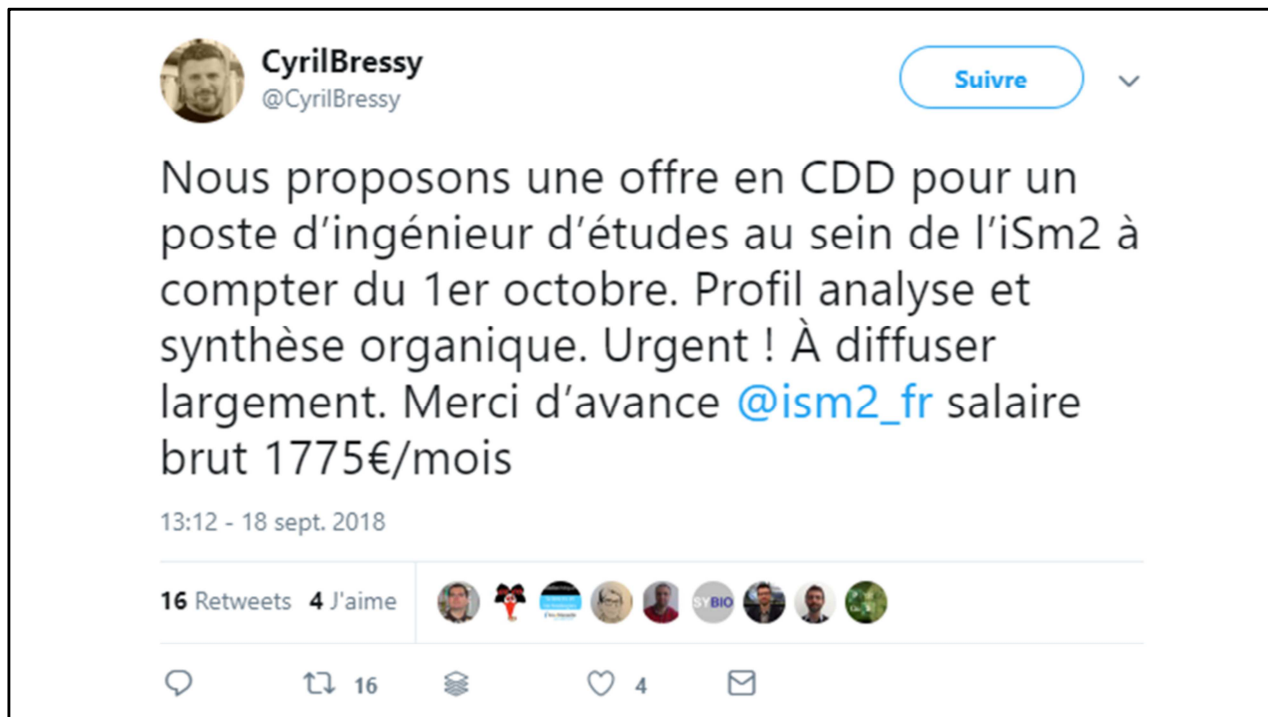 CyrilBressy
@CyrilBressy
Suivre
Nous proposons une offre en CDD pour un
poste d'ingénieur d'études au sein de l'iSm2 à
compter du 1er octobre. Profil analyse et
synthèse organique. Urgent ! À diffuser
largement. Merci d'avance @ism2_fr salaire
brut 1775€/mois
13:12 - 18 sept. 2018
16 Retweets 4 J'aime
SYBIO
16 4